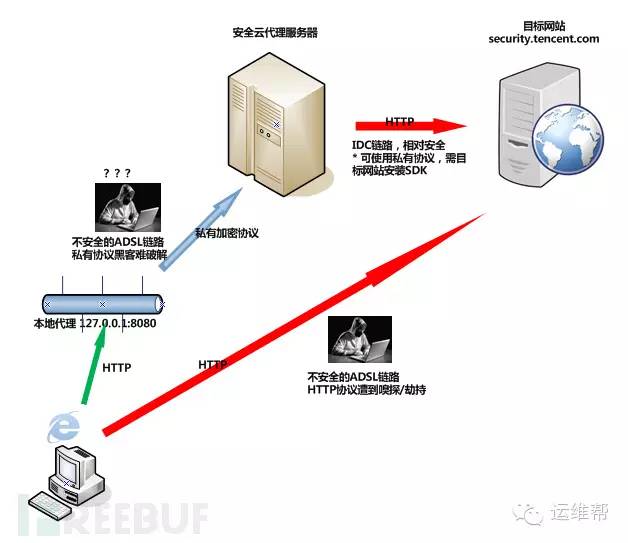 安全云代理服务器
目标网站
security.tencent.com
HTTP
IDC链路，相对安全
* 可使用私有协议，需目
标网站安装SDK
? ? ?
不安全的ADSL链路
私有协议黑客难破解
私有加密协议
本地代理 127.0.0.1:8080
HTTP
HTTP
不安全的ADSL链路
HTTP协议遭到嗅探/劫持
FREEBUF
运维帮